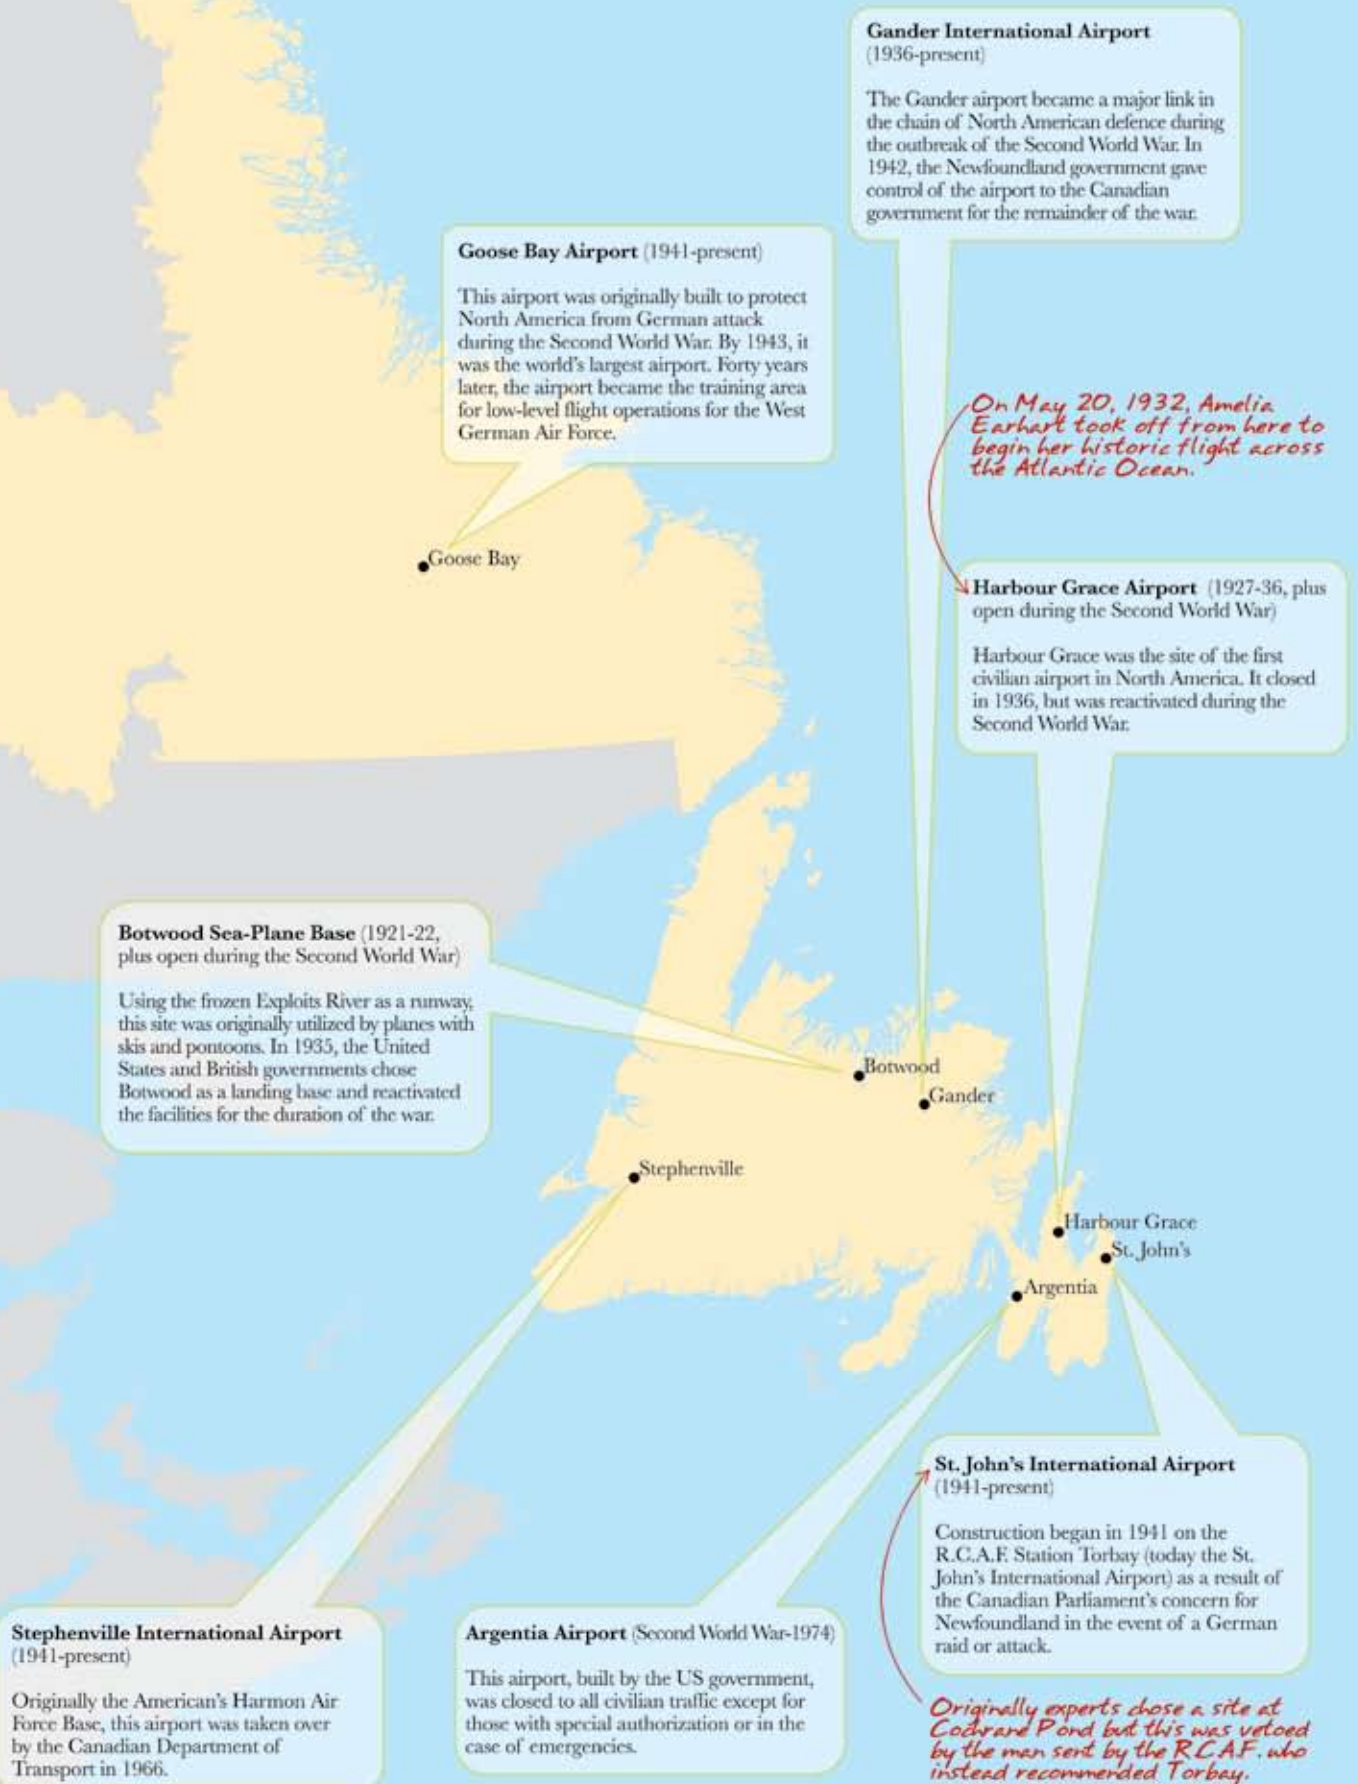 Gander International Airport
(1936-present)
The Gander airport became a major link in
the chain of North American defence during
the outbreak of the Second World War. In
1942, the Newfoundland government gave
control of the airport to the Canadian
government for the remainder of the war.
Goose Bay Airport (1941-present)
This airport was originally built to protect
North America from German attack
during the Second World War. By 1943, it
was the world's largest airport. Forty years
later, the airport became the training area
for low-level flight operations for the West
German Air Force.
On May 20, 1932, Amelia
Earhart took off from here to
begin her historic flight across
the Atlantic Ocean.
Goose Bay
Harbour Grace Airport (1927-36, plus
open during the Second World War)
Harbour Grace was the site of the first
civilian airport in North America. It closed
in 1936, but was reactivated during the
Second World War.
Botwood Sea-Plane Base (1921-22,
plus open during the Second World War)
Using the frozen Exploits River as a runway,
this site was originally utilized by planes with
skis and pontoons. In 1935, the United
States and British governments chose
Botwood as a landing base and reactivated
the facilities for the duration of the war.
Botwood
Gander
Stephenville
Harbour Grace
St. John's
Argentia
St. John's International Airport
(1941-present)
Construction began in 1941 on the
R.C.A.F. Station Torbay (today the St.
John's International Airport) as a result of
the Canadian Parliament's concern for
Newfoundland in the event of a German
raid or attack.
Stephenville International Airport
(1941-present)
Originally the American's Harmon Air
Force Base, this airport was taken over
by the Canadian Department of
Transport in 1966.
Argentia Airport (Second World War-1974)
This airport, built by the US government,
was closed to all civilian traffic except for
those with special authorization or in the
case of emergencies.
Originally experts chose a site at
Cochrane Pond but this was vetoed
by the man sent by the R.C.A.F. who
instead recommended Torbay.